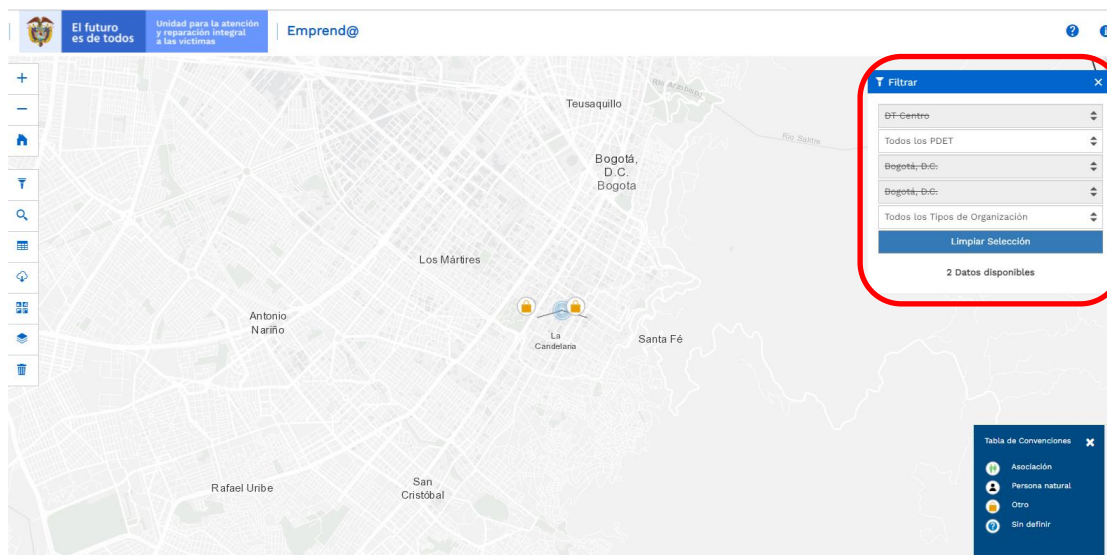 El futuro
es de todos
Unidad para la atención
y reparación integral
a las víctimas
Emprend@
Filtrar
DT Centro
Todos los PDET
Bogotá, D.C.
Bogotá, D.C.
Todos los Tipos de Organización
Limpiar Selección
2 Datos disponibles
Teusaquillo
Río Arzobispo
Río Salitre
Bogotá,
D.C.
Bogota
Los Mártires
Antonio
Nariño
La
Candelaria
Santa Fé
Rafael Uribe
San
Cristóbal
Tabla de Convenciones
Asociación
Persona natural
Otro
Sin definir